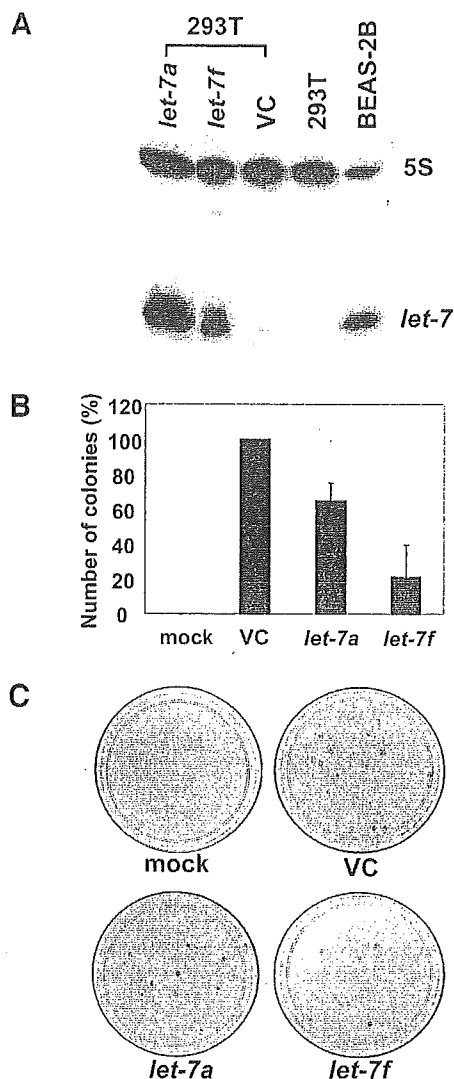 A
293T
let-7a let-7f VC 293T BEAS-2B
5S
let-7
B
Number of colonies (%)
120
100
80
60
40
20
0
mock VC let-7a let-7f
C
mock VC
let-7a let-7f